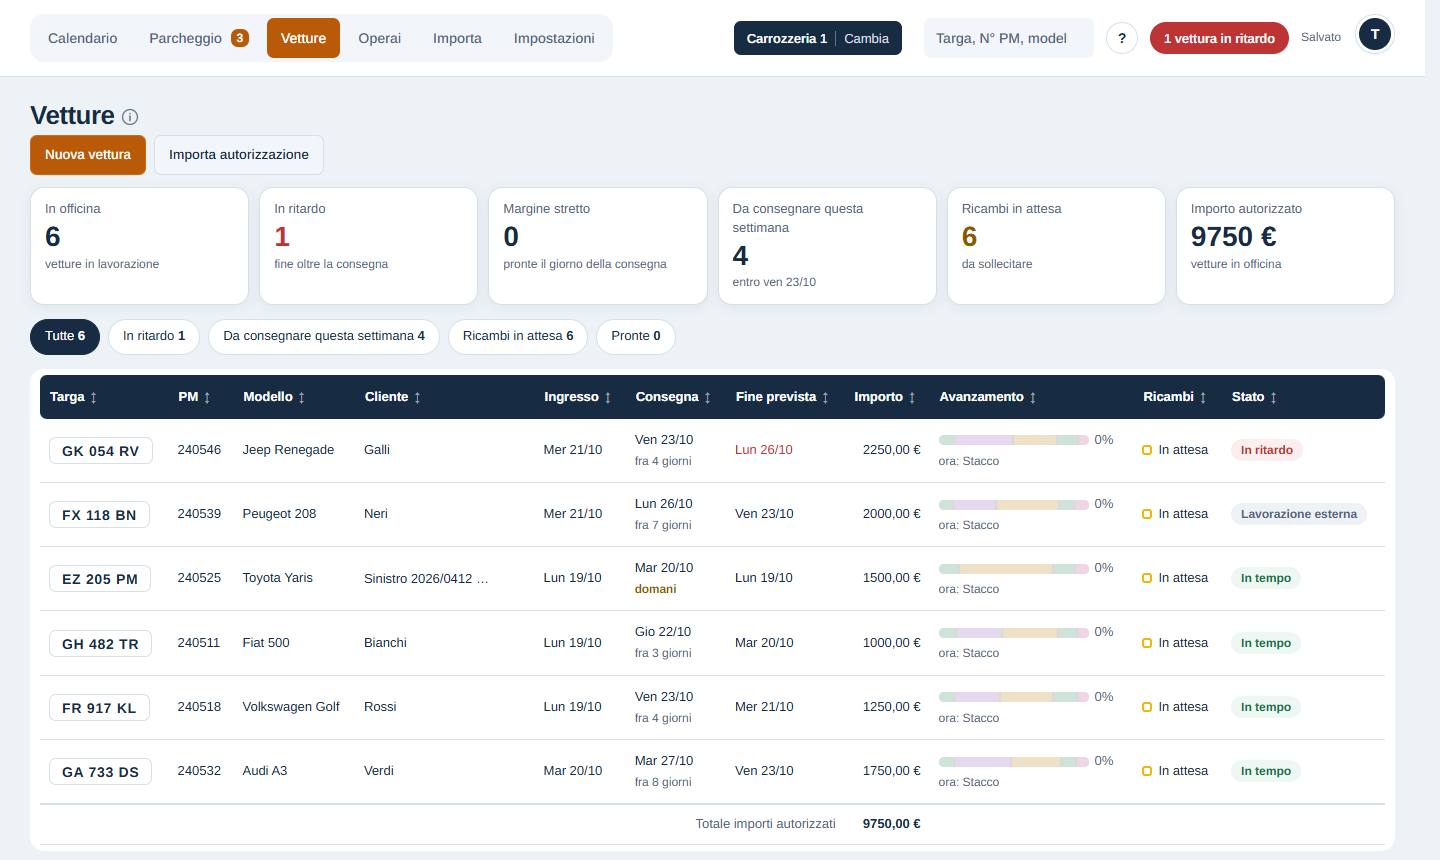 Calendario Parcheggio 3 Vetture Operai Importa Impostazioni Carrozzeria 1 Cambia Targa, N° PM, model ? 1 vettura in ritardo Salvato T
Vetture
Nuova vettura Importa autorizzazione
In officina
6
vetture in lavorazione
In ritardo
1
fine oltre la consegna
Margine stretto
0
pronte il giorno della consegna
Da consegnare questa
settimana
4
entro ven 23/10
Ricambi in attesa
6
da sollecitare
Importo autorizzato
9750 €
vetture in officina
Tutte 6 In ritardo 1 Da consegnare questa settimana 4 Ricambi in attesa 6 Pronte 0
Targa PM Modello Cliente Ingresso Consegna Fine prevista Importo Avanzamento Ricambi Stato
GK 054 RV 240546 Jeep Renegade Galli Mer 21/10 Ven 23/10 Lun 26/10 2250,00 € 0% In attesa In ritardo
fra 4 giorni ora: Stacco
FX 118 BN 240539 Peugeot 208 Neri Mer 21/10 Lun 26/10 Ven 23/10 2000,00 € 0% In attesa Lavorazione esterna
fra 7 giorni ora: Stacco
EZ 205 PM 240525 Toyota Yaris Sinistro 2026/0412 … Lun 19/10 Mar 20/10 Lun 19/10 1500,00 € 0% In attesa In tempo
domani ora: Stacco
GH 482 TR 240511 Fiat 500 Bianchi Lun 19/10 Gio 22/10 Mar 20/10 1000,00 € 0% In attesa In tempo
fra 3 giorni ora: Stacco
FR 917 KL 240518 Volkswagen Golf Rossi Lun 19/10 Ven 23/10 Mer 21/10 1250,00 € 0% In attesa In tempo
fra 4 giorni ora: Stacco
GA 733 DS 240532 Audi A3 Verdi Mar 20/10 Mar 27/10 Ven 23/10 1750,00 € 0% In attesa In tempo
fra 8 giorni ora: Stacco
Totale importi autorizzati 9750,00 €